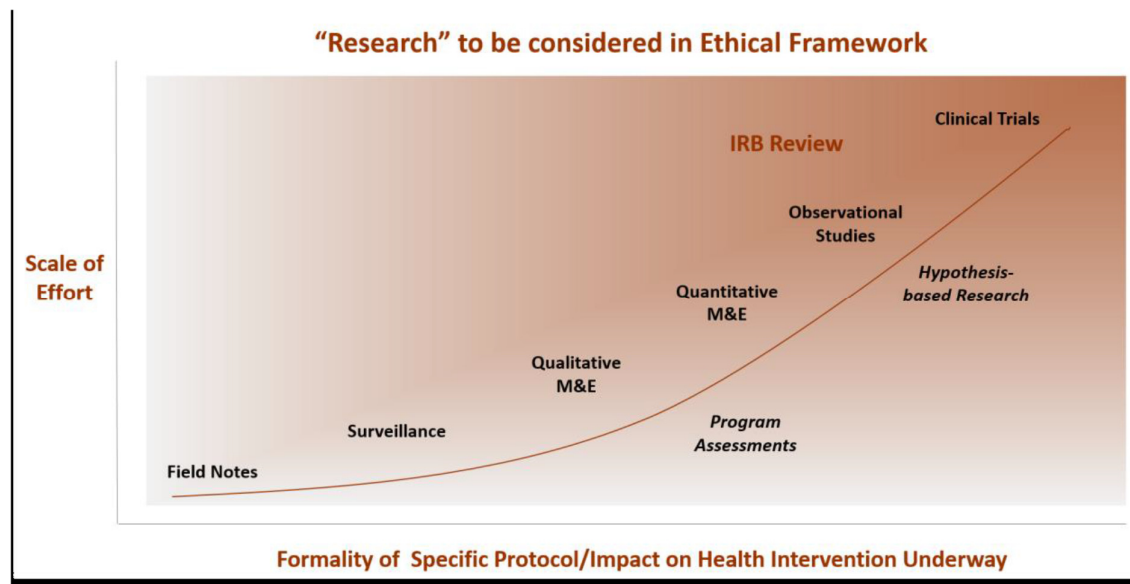 “Research” to be considered in Ethical Framework
Clinical Trials
IRB Review
Observational
Studies
Scale of
Effort
Hypothesis-
based Research
Quantitative
M&E
Qualitative
M&E
Program
Assessments
Surveillance
Field Notes
Formality of Specific Protocol/Impact on Health Intervention Underway